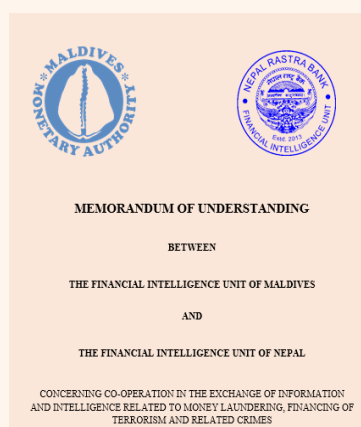 MALDIVES
MONETARY AUTHORITY
NEPAL RASTRA BANK
Estd. 2013
FINANCIAL INTELLIGENCE UNIT
MEMORANDUM OF UNDERSTANDING
BETWEEN
THE FINANCIAL INTELLIGENCE UNIT OF MALDIVES
AND
THE FINANCIAL INTELLIGENCE UNIT OF NEPAL
CONCERNING CO-OPERATION IN THE EXCHANGE OF INFORMATION
AND INTELLIGENCE RELATED TO MONEY LAUNDERING, FINANCING OF
TERRORISM AND RELATED CRIMES